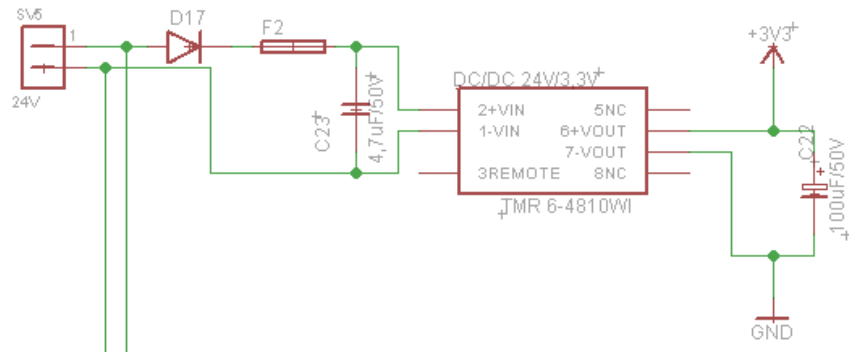 SV5
1
24V
D17
F2
C23
4,7uF/50V
DC/DC 24V/3,3V
2+VIN
1-VIN
3REMOTE
5NC
6+VOUT
7-VOUT
8NC
TMR 6-4810WI
+3V3
C22
100uF/50V
GND